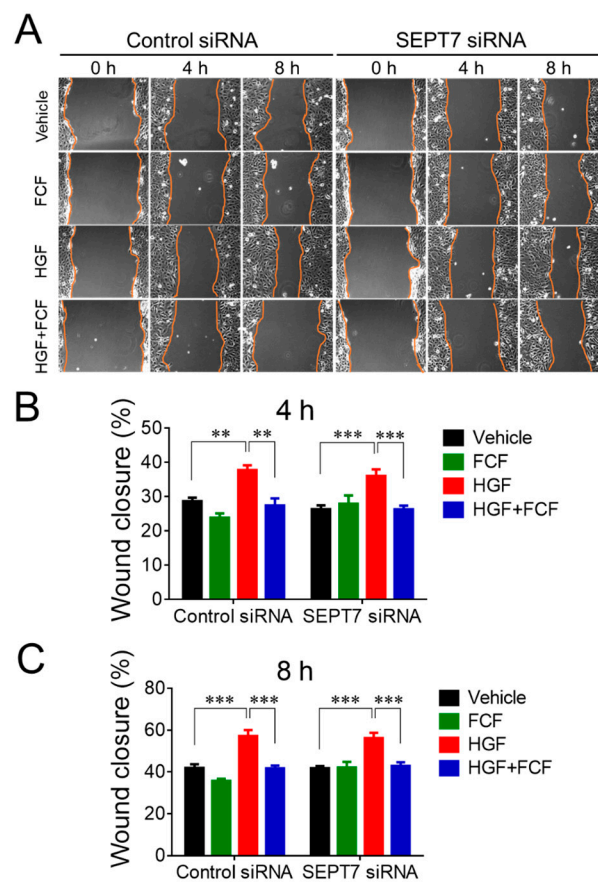 A
Control siRNA SEPT7 siRNA
0 h 4 h 8 h 0 h 4 h 8 h
Vehicle
FCF
HGF
HGF+FCF
B
4 h
Wound closure (%)
50
40
30
20
10
0
** ** *** ***
Control siRNA SEPT7 siRNA
Vehicle
FCF
HGF
HGF+FCF
C
8 h
Wound closure (%)
80
60
40
20
0
*** *** *** ***
Control siRNA SEPT7 siRNA
Vehicle
FCF
HGF
HGF+FCF